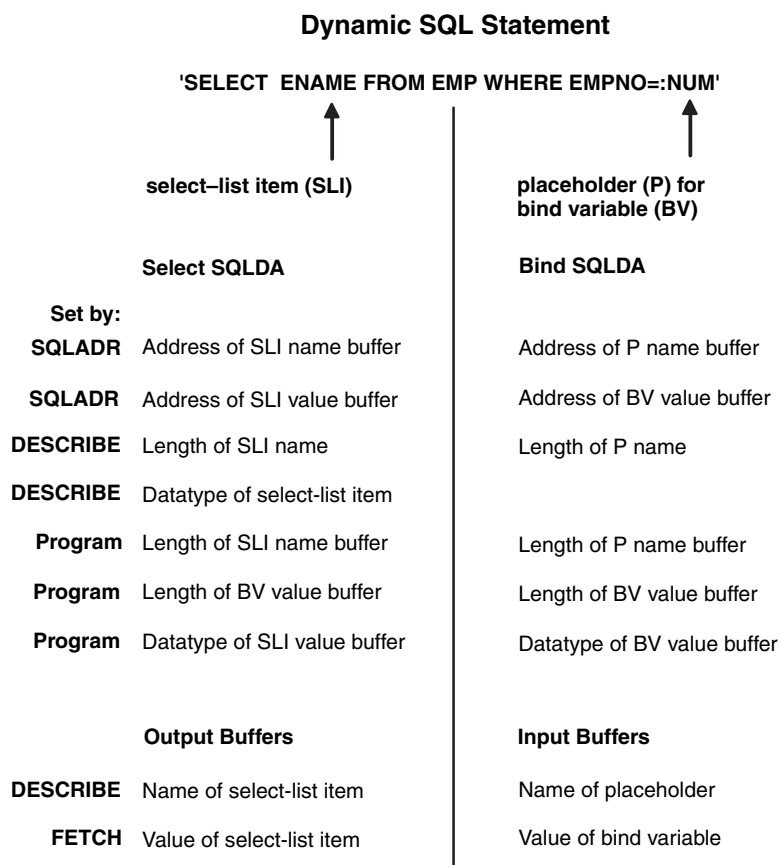 Dynamic SQL Statement
'SELECT ENAME FROM EMP WHERE EMPNO=:NUM'
select–list item (SLI)
placeholder (P) for
bind variable (BV)
Select SQLDA
Bind SQLDA
Set by:
SQLADR Address of SLI name buffer Address of P name buffer
SQLADR Address of SLI value buffer Address of BV value buffer
DESCRIBE Length of SLI name Length of P name
DESCRIBE Datatype of select-list item
Program Length of SLI name buffer Length of P name buffer
Program Length of BV value buffer Length of BV value buffer
Program Datatype of SLI value buffer Datatype of BV value buffer
Output Buffers Input Buffers
DESCRIBE Name of select-list item Name of placeholder
FETCH Value of select-list item Value of bind variable